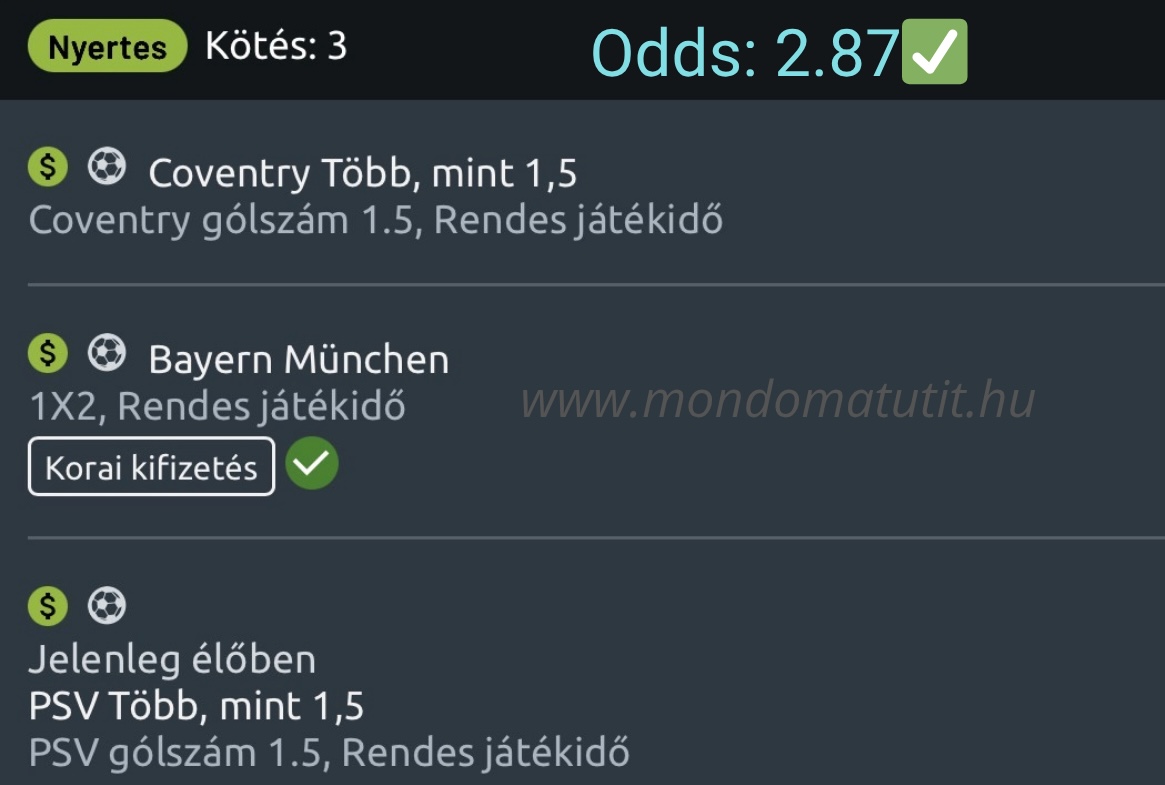 Nyertes Kötés: 3 Odds: 2.87✅
$ Coventry Több, mint 1,5
Coventry gólszám 1.5, Rendes játékidő
$ Bayern München
1X2, Rendes játékidő
www.mondomatutit.hu
Korai kifizetés
$
Jelenleg élőben
PSV Több, mint 1,5
PSV gólszám 1.5, Rendes játékidő